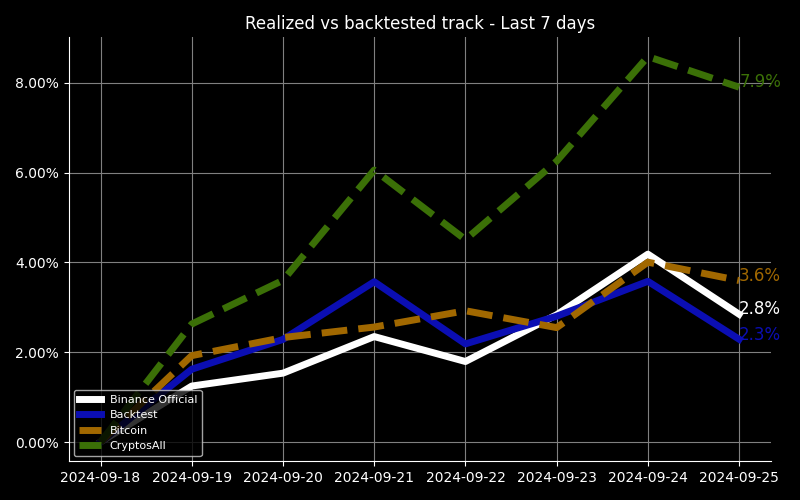 Realized vs backtested track - Last 7 days
8.00%
7.9%
6.00%
4.00%
3.6%
2.8%
2.3%
2.00%
Binance Official
Backtest
Bitcoin
CryptosAll
0.00%
2024-09-18 2024-09-19 2024-09-20 2024-09-21 2024-09-22 2024-09-23 2024-09-24 2024-09-25